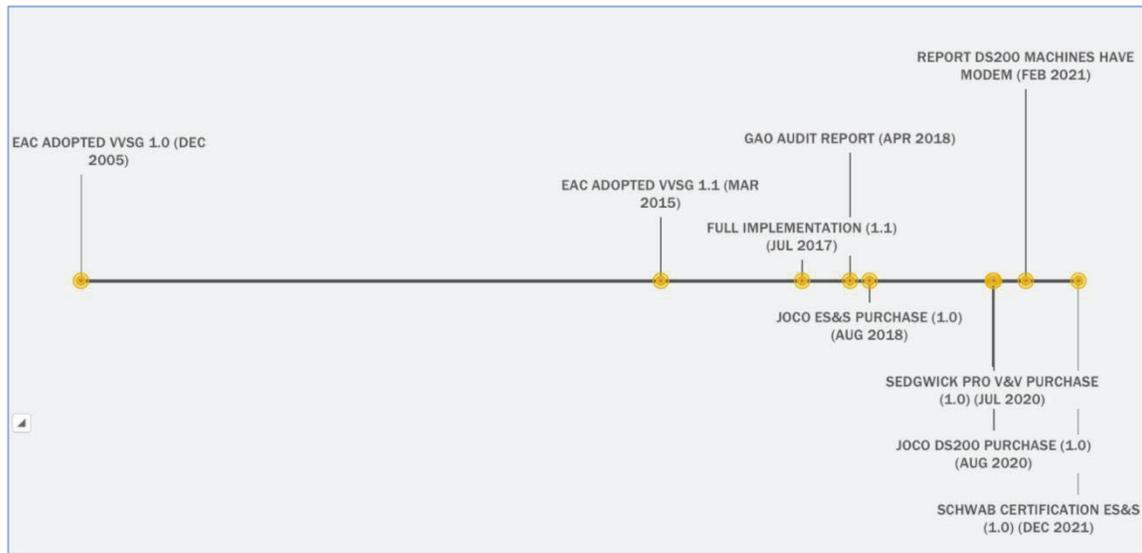 REPORT DS200 MACHINES HAVE
MODEM (FEB 2021)
EAC ADOPTED VVSG 1.0 (DEC
2005)
GAO AUDIT REPORT (APR 2018)
EAC ADOPTED VVSG 1.1 (MAR
2015)
FULL IMPLEMENTATION (1.1)
(JUL 2017)
JOCO ES&S PURCHASE (1.0)
(AUG 2018)
SEDGWICK PRO V&V PURCHASE
(1.0) (JUL 2020)
JOCO DS200 PURCHASE (1.0)
(AUG 2020)
SCHWAB CERTIFICATION ES&S
(1.0) (DEC 2021)